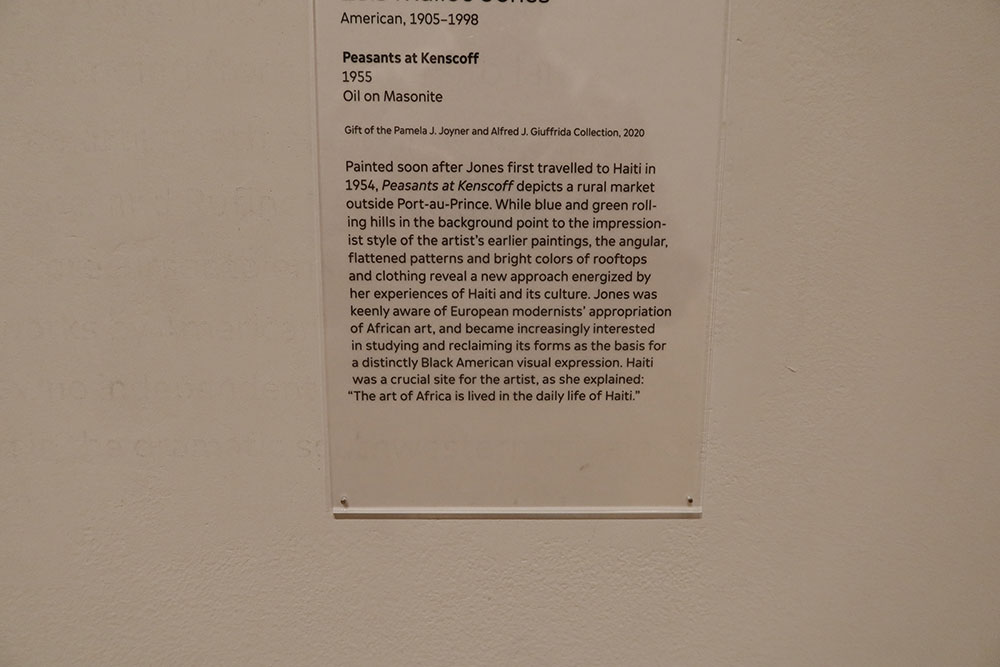 American, 1905–1998
Peasants at Kenscoff
1955
Oil on Masonite
Gift of the Pamela J. Joyner and Alfred J. Giuffrida Collection, 2020
Painted soon after Jones first travelled to Haiti in
1954, Peasants at Kenscoff depicts a rural market
outside Port-au-Prince. While blue and green roll-
ing hills in the background point to the impression-
ist style of the artist’s earlier paintings, the angular,
flattened patterns and bright colors of rooftops
and clothing reveal a new approach energized by
her experiences of Haiti and its culture. Jones was
keenly aware of European modernists’ appropriation
of African art, and became increasingly interested
in studying and reclaiming its forms as the basis for
a distinctly Black American visual expression. Haiti
was a crucial site for the artist, as she explained:
“The art of Africa is lived in the daily life of Haiti.”